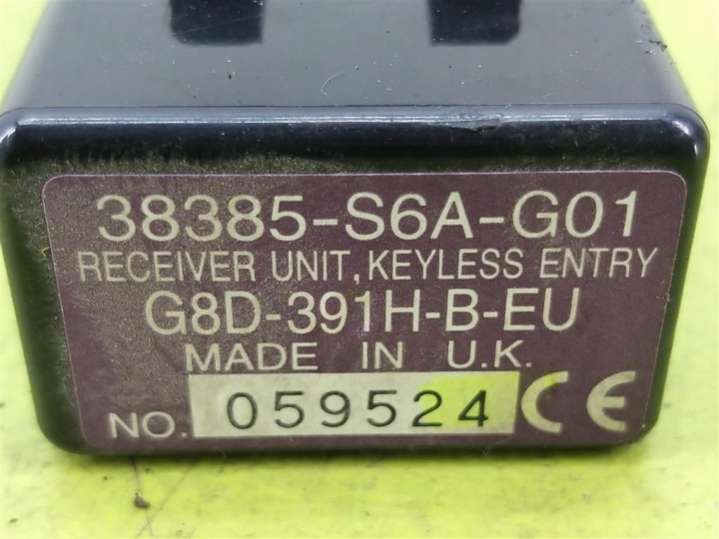 38385-S6A-G01
RECEIVER UNIT, KEYLESS ENTRY
G8D-391H-B-EU
MADE IN U.K.
NO. 059524 CE